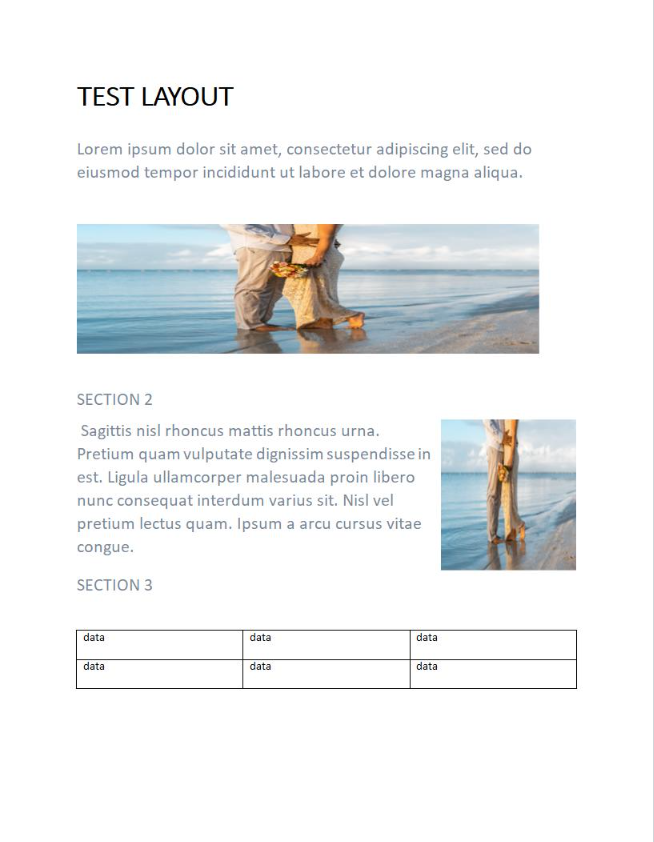 TEST LAYOUT
Lorem ipsum dolor sit amet, consectetur adipiscing elit, sed do
eiusmod tempor incididunt ut labore et dolore magna aliqua.
SECTION 2
Sagittis nisl rhoncus mattis rhoncus urna.
Pretium quam vulputate dignissim suspendisse in
est. Ligula ullamcorper malesuada proin libero
nunc consequat interdum varius sit. Nisl vel
pretium lectus quam. Ipsum a arcu cursus vitae
congue.
SECTION 3
data data data
data data data